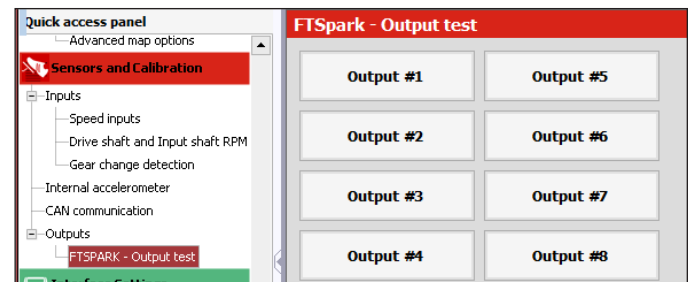 Quick access panel
Advanced map options
Sensors and Calibration
Inputs
Speed inputs
Drive shaft and Input shaft RPM
Gear change detection
Internal accelerometer
CAN communication
Outputs
FTSPARK - Output test
Interface Settings
FTSpark - Output test
Output #1 Output #5
Output #2 Output #6
Output #3 Output #7
Output #4 Output #8